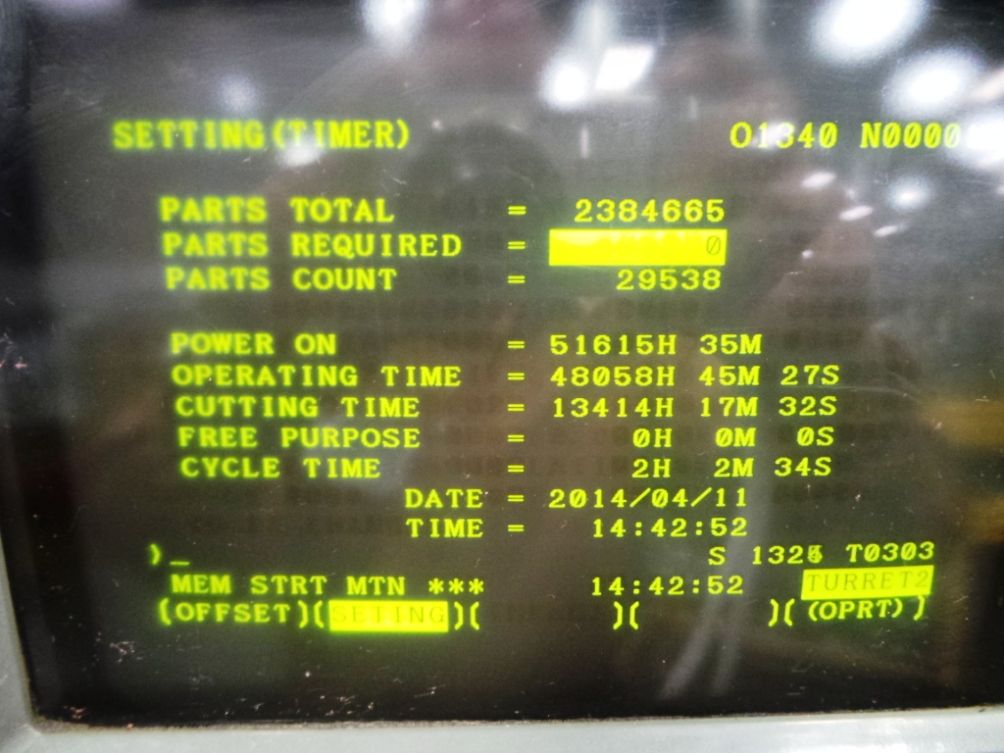 SETTING(TIMER) O1340 N0000
PARTS TOTAL = 2384665
PARTS REQUIRED = 0
PARTS COUNT = 29538
POWER ON = 51615H 35M
OPERATING TIME = 48058H 45M 27S
CUTTING TIME = 13414H 17M 32S
FREE PURPOSE = 0H 0M 0S
CYCLE TIME = 2H 2M 34S
DATE = 2014/04/11
TIME = 14:42:52
)_ S T0303
MEM STRT MTN *** 14:42:52 TURRET2
(OFFSET)(SETING)( )( )( (OPRT) )